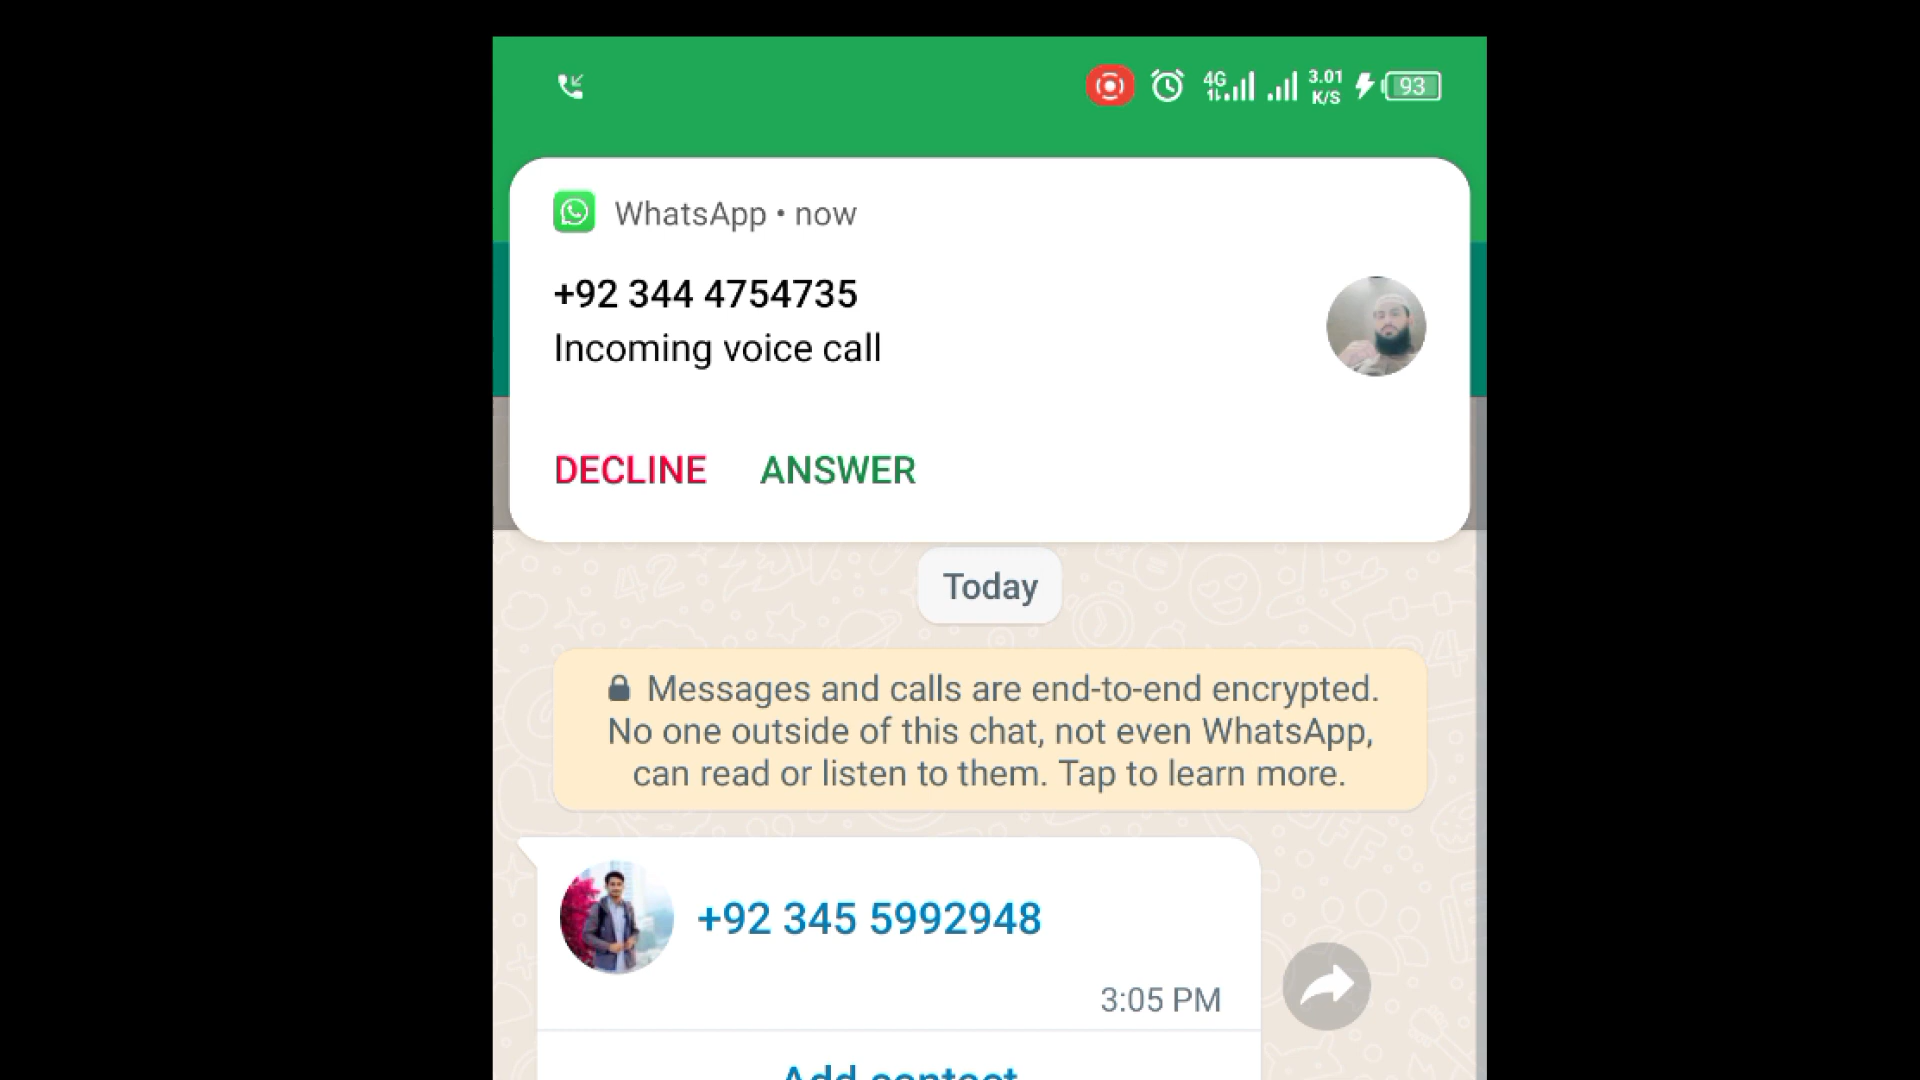 4G 3.01 K/S 93
WhatsApp • now
+92 344 4754735
Incoming voice call
DECLINE ANSWER
Today
Messages and calls are end-to-end encrypted.
No one outside of this chat, not even WhatsApp,
can read or listen to them. Tap to learn more.
+92 345 5992948
3:05 PM
Add contact